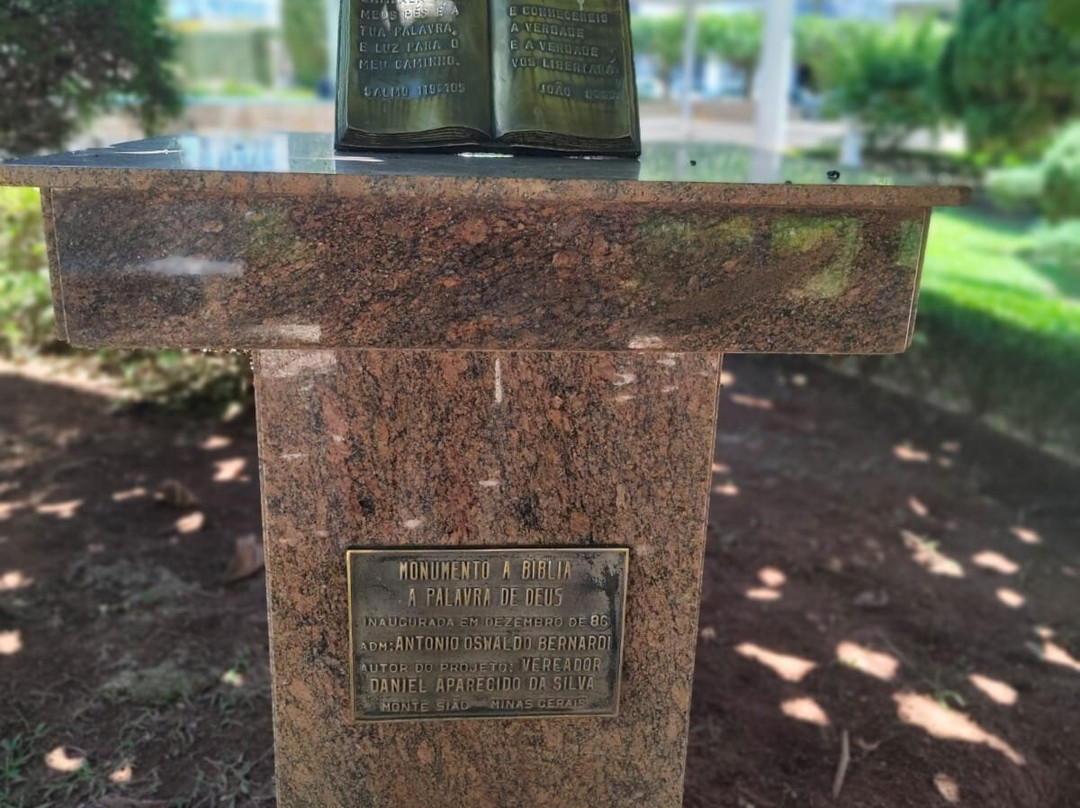 MEUS PÉS É A
TUA PALAVRA,
E LUZ PARA O
MEU CAMINHO.
SALMO 119:105
E CONHECEREIS
A VERDADE
E A VERDADE
VOS LIBERTARÁ.
JOÃO
MONUMENTO A BIBLIA
A PALAVRA DE DEUS
INAUGURADA EM DEZEMBRO DE 86
ADM: ANTONIO OSWALDO BERNARDI
AUTOR DO PROJETO: VEREADOR
DANIEL APARECIDO DA SILVA
MONTE SIÃO - MINAS GERAIS